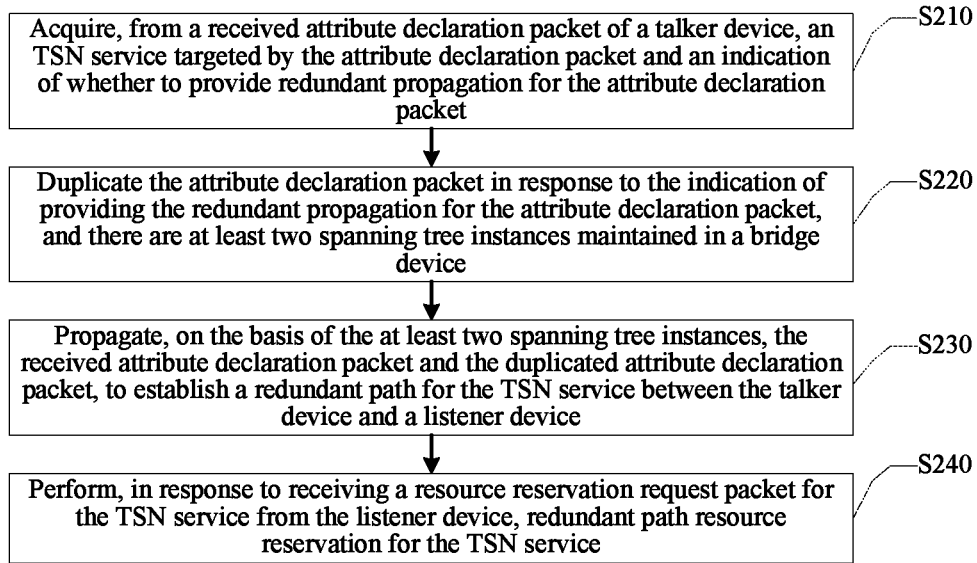 Acquire, from a received attribute declaration packet of a talker device, an
TSN service targeted by the attribute declaration packet and an indication
of whether to provide redundant propagation for the attribute declaration
packet
S210
Duplicate the attribute declaration packet in response to the indication of
providing the redundant propagation for the attribute declaration packet,
and there are at least two spanning tree instances maintained in a bridge
device
S220
Propagate, on the basis of the at least two spanning tree instances, the
received attribute declaration packet and the duplicated attribute declaration
packet, to establish a redundant path for the TSN service between the talker
device and a listener device
S230
Perform, in response to receiving a resource reservation request packet for
the TSN service from the listener device, redundant path resource
reservation for the TSN service
S240